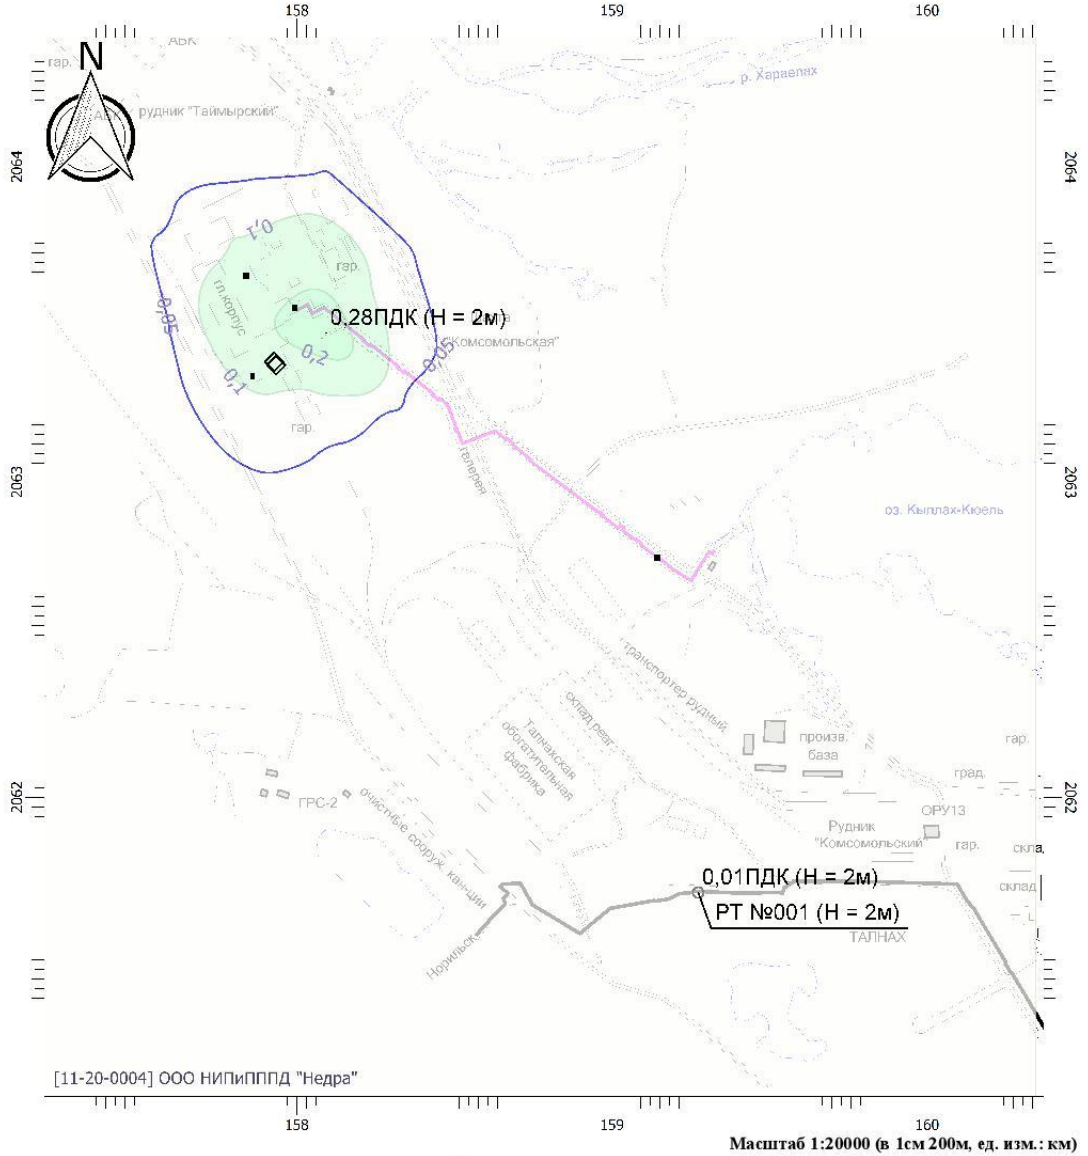 158
159
160
АБК
N
гар.
р. Хараелах
АБК
рудник "Таймырский"
2064
2064
0,1
гар.
гл.корпус
0,05
0,28ПДК (Н = 2м)
"Комсомольская"
0,05
0,2
0,1
гар.
2063
2063
галерея
оз. Кыллах-Кюель
транспортер рудный
склад реаг
Талнахская
обогатительная
фабрика
произв.
база
гар.
град.
2062
2062
ГРС-2
очистные сооруж. кан-ции
ОРУ13
Рудник
"Комсомольский"
гар.
скла
склад
0,01ПДК (Н = 2м)
РТ №001 (Н = 2м)
ТАЛНАХ
Норильск
[11-20-0004] ООО НИПиПППД "Недра"
158
159
160
Масштаб 1:20000 (в 1см 200м, ед. изм.: км)